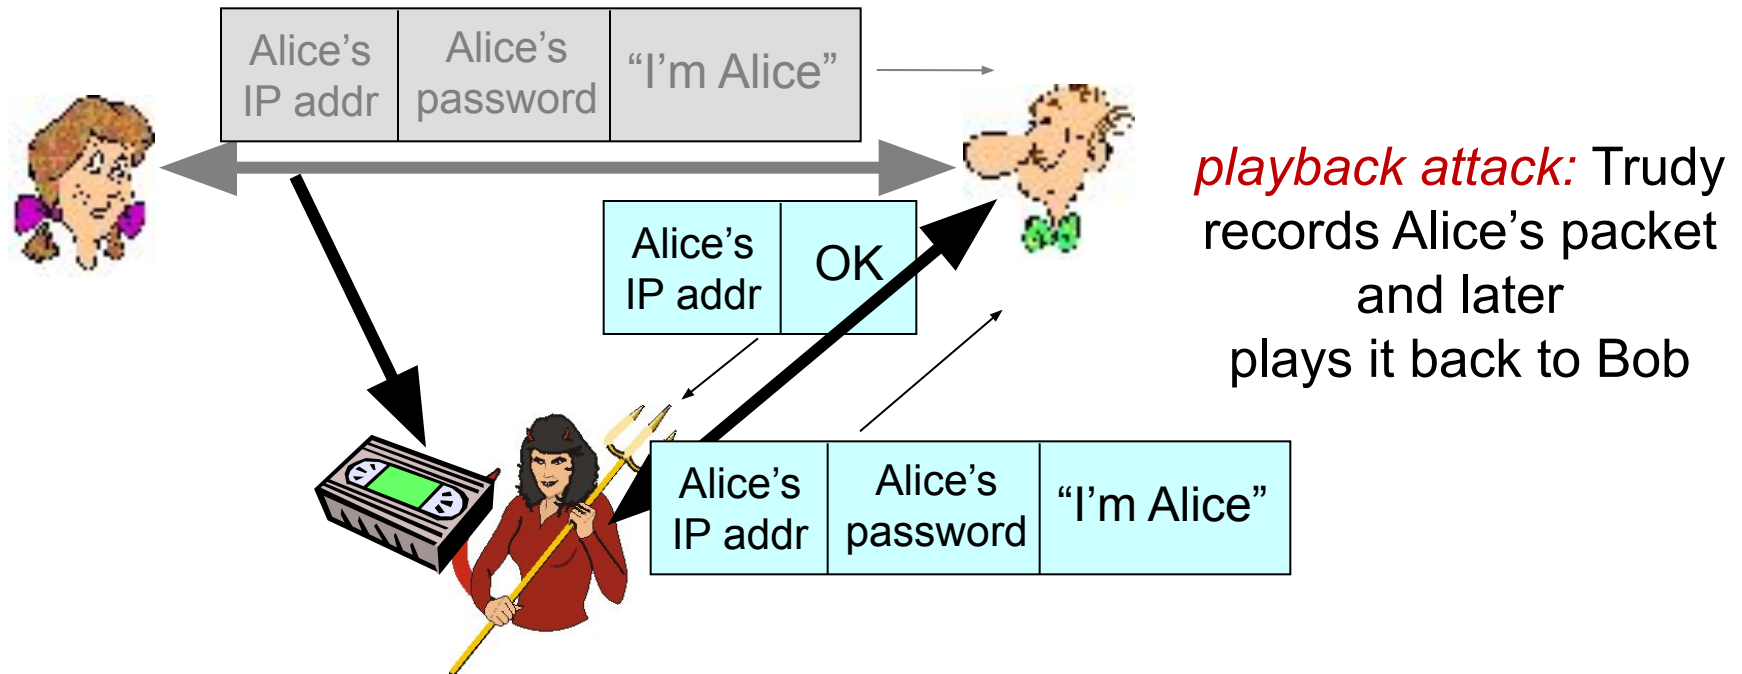 Alice’s
IP addr
Alice’s
password
“I’m Alice”
Alice’s
IP addr
OK
Alice’s
IP addr
Alice’s
password
“I’m Alice”
playback attack: Trudy
records Alice’s packet
and later
plays it back to Bob